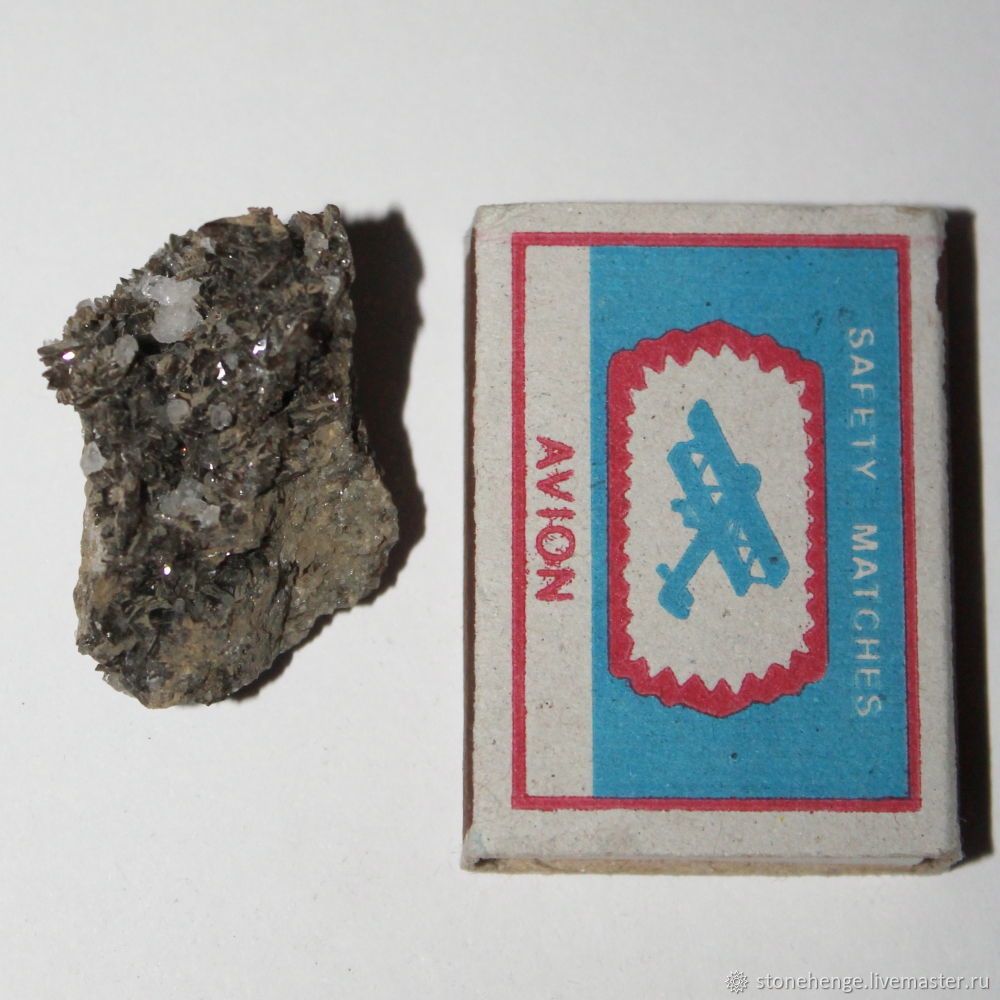 AVION
SAFETY MATCHES
stonehenge.livemaster.ru